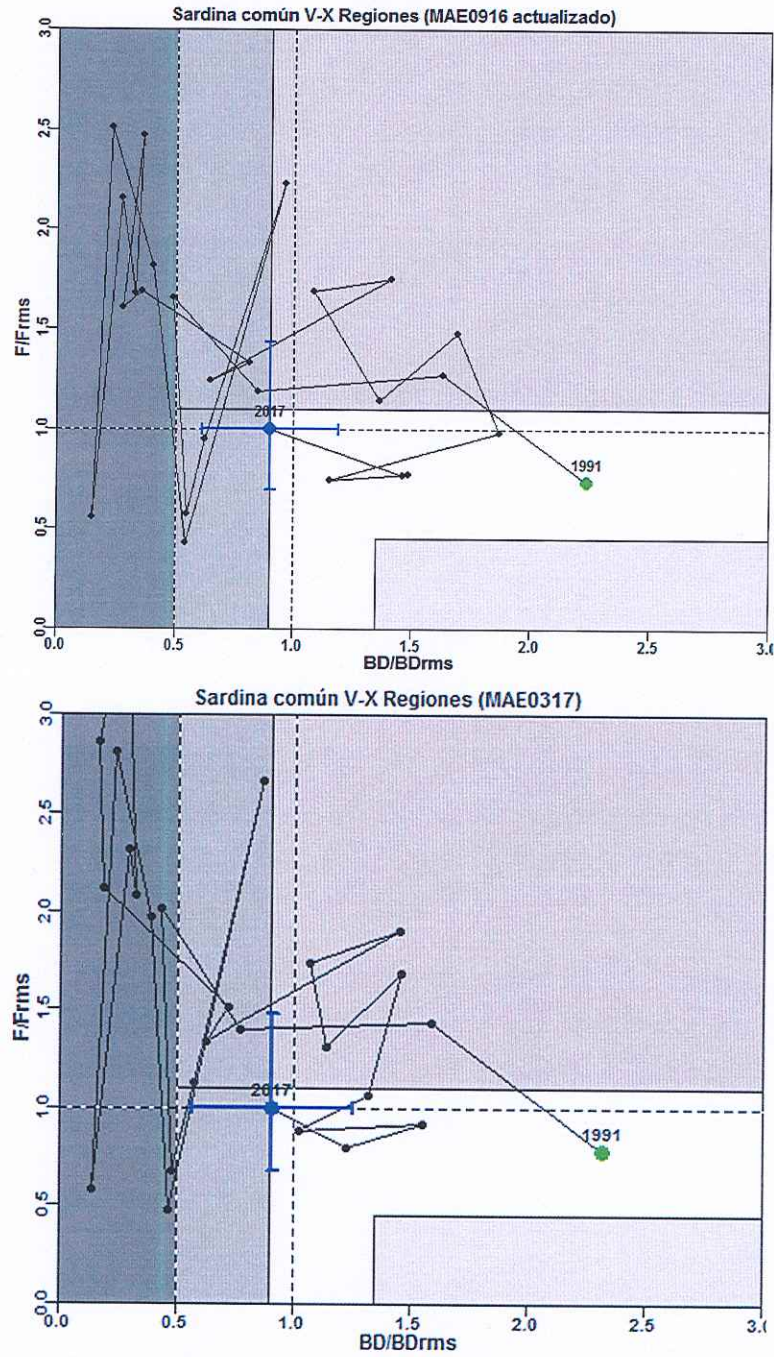 Sardina común V-X Regiones (MAE0916 actualizado)
3.0
2.5
2.0
1.5
1.0
0.5
0.0
F/Frms
2017
1991
0.0 0.5 1.0 1.5 2.0 2.5 3.0
BD/BDrms
Sardina común V-X Regiones (MAE0317)
3.0
2.5
2.0
1.5
1.0
0.5
0.0
F/Frms
2017
1991
0.0 0.5 1.0 1.5 2.0 2.5 3.(
BD/BDrms